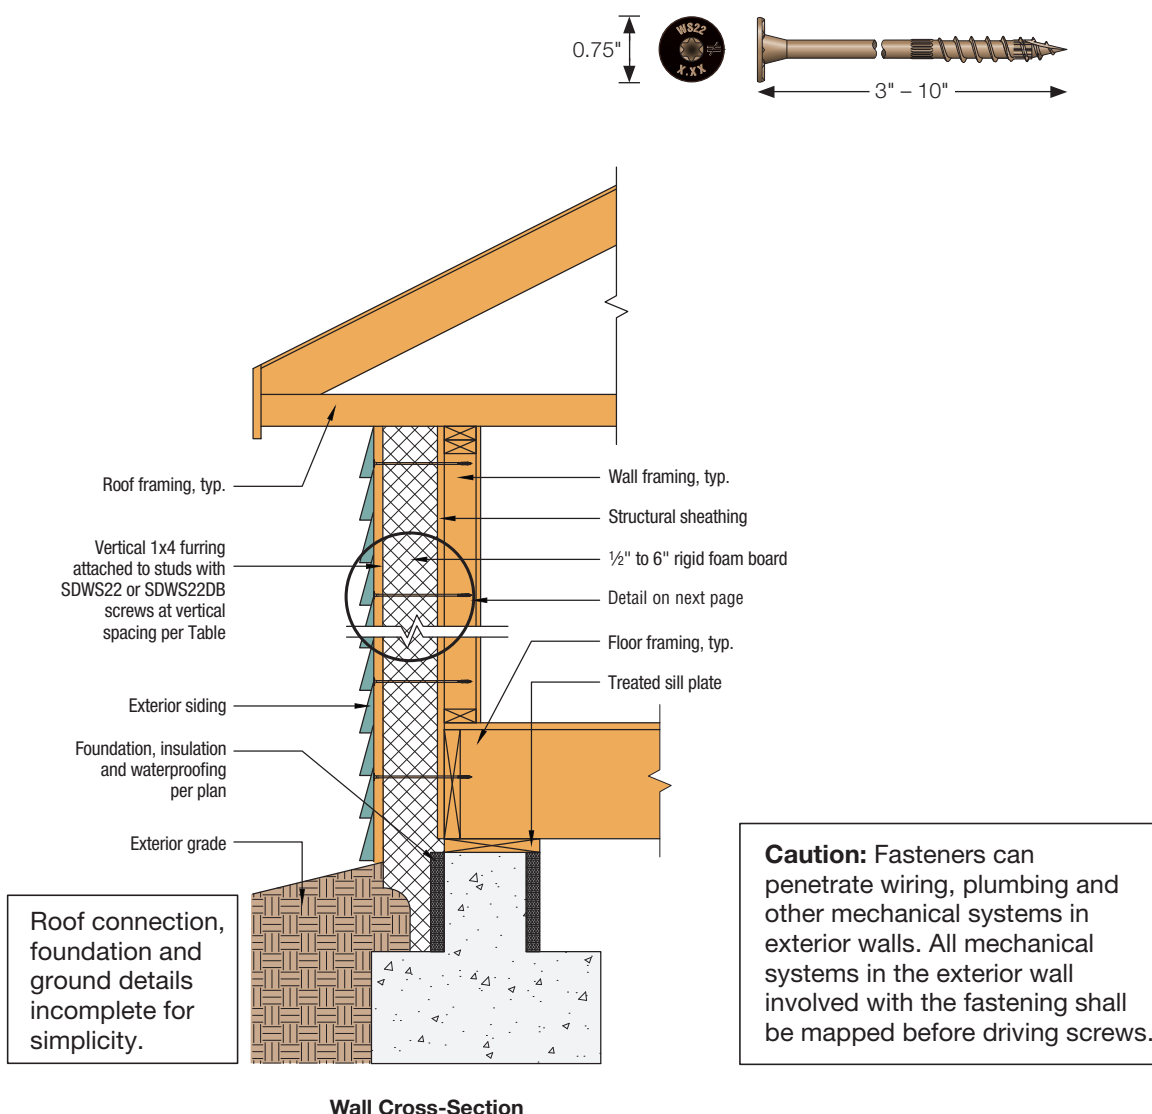 0.75"
WS22
X.XX
3" – 10"
Roof framing, typ.
Vertical 1x4 furring
attached to studs with
SDWS22 or SDWS22DB
screws at vertical
spacing per Table
Exterior siding
Foundation, insulation
and waterproofing
per plan
Exterior grade
Wall framing, typ.
Structural sheathing
½" to 6" rigid foam board
Detail on next page
Floor framing, typ.
Treated sill plate
Roof connection,
foundation and
ground details
incomplete for
simplicity.
Caution: Fasteners can
penetrate wiring, plumbing and
other mechanical systems in
exterior walls. All mechanical
systems in the exterior wall
involved with the fastening shall
be mapped before driving screws.
Wall Cross-Section